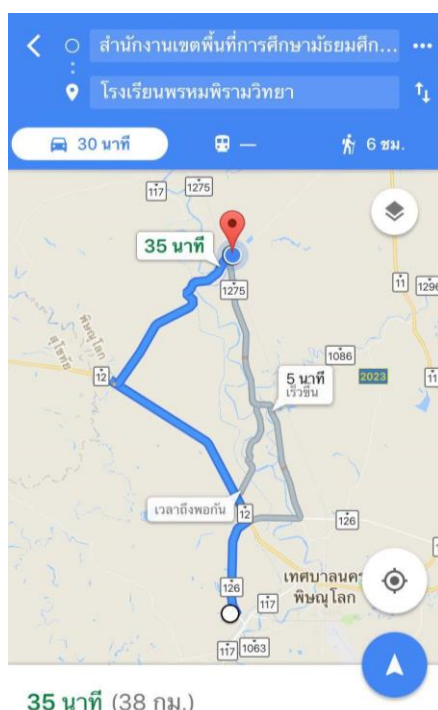 สำนักงานเขตพื้นที่การศึกษามัธยมศึก...
โรงเรียนพรหมพิรามวิทยา
30 นาที
—
6 ชม.
117
1275
35 นาที
1275
11
1296
พิษณุโลก
สุโขทัย
12
1086
5 นาที
เร็วขึ้น
2023
11
เวลาถึงพอกัน
12
126
เทศบาลนคร
พิษณุโลก
126
117
117
1063
35 นาที (38 กม.)